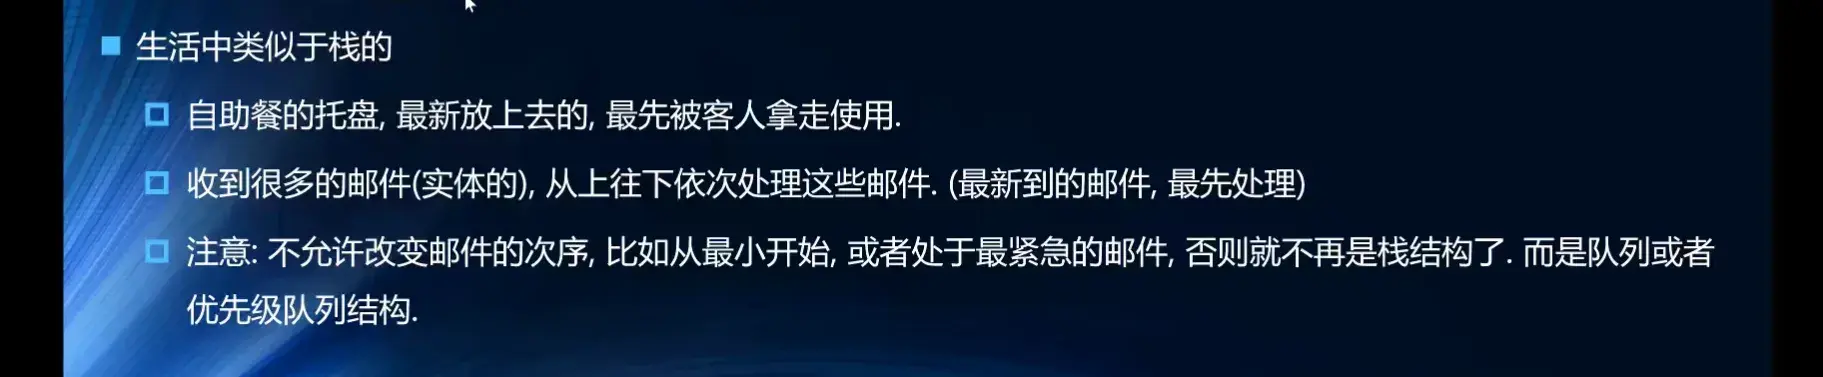 生活中类似于栈的
自助餐的托盘, 最新放上去的, 最先被客人拿走使用.
收到很多的邮件(实体的), 从上往下依次处理这些邮件. (最新到的邮件, 最先处理)
注意: 不允许改变邮件的次序, 比如从最小开始, 或者处于最紧急的邮件, 否则就不再是栈结构了. 而是队列或者
优先级队列结构.